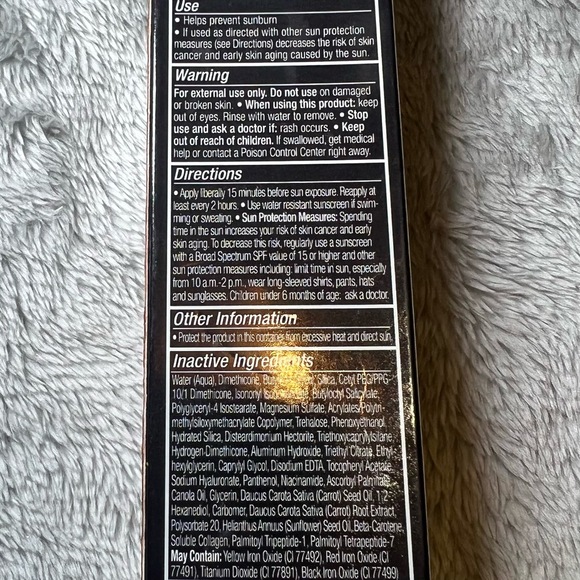 Use
• Helps prevent sunburn
• If used as directed with other sun protection
measures (see Directions) decreases the risk of skin
cancer and early skin aging caused by the sun.
Warning
For external use only. Do not use on damaged
or broken skin. • When using this product: keep
out of eyes. Rinse with water to remove. • Stop
use and ask a doctor if: rash occurs. • Keep
out of reach of children. If swallowed, get medical
help or contact a Poison Control Center right away.
Directions
• Apply liberally 15 minutes before sun exposure. Reapply at
least every 2 hours. • Use water resistant sunscreen if swim-
ming or sweating. • Sun Protection Measures: Spending
time in the sun increases your risk of skin cancer and early
skin aging. To decrease this risk, regularly use a sunscreen
with a Broad Spectrum SPF value of 15 or higher and other
sun protection measures including: limit time in sun, especially
from 10 a.m.-2 p.m., wear long-sleeved shirts, pants, hats
and sunglasses. Children under 6 months of age: ask a doctor.
Other Information
• Protect the product in this container from excessive heat and direct sun.
Inactive Ingredients
Water (Aqua), Dimethicone, Silica, Cetyl PEG/PPG
10/1 Dimethicone, Isononyl Butyloctyl Salicylate,
Polyglyceryl-4 Isostearate, Magnesium Sulfate, Acrylates/Polytri-
methylsiloxymethacrylate Copolymer, Trehalose, Phenoxyethanol,
Hydrated Silica, Disteardimonium Hectorite, Triethoxycaprylylsilane,
Hydrogen-Dimethicone, Aluminum Hydroxide, Triethyl Citrate, Ethyl-
hexylglycerin, Caprylyl Glycol, Disodium EDTA, Tocopheryl Acetate,
Sodium Hyaluronate, Panthenol, Niacinamide, Ascorbyl Palmitate,
Canola Oil, Glycerin, Daucus Carota Sativa (Carrot) Seed Oil, 1,2-
Hexanediol, Carbomer, Daucus Carota Sativa (Carrot) Root Extract,
Polysorbate 20, Helianthus Annuus (Sunflower) Seed Oil, Beta-Carotene,
Soluble Collagen, Palmitoyl Tripeptide-1, Palmitoyl Tetrapeptide-7
May Contain: Yellow Iron Oxide (CI 77492), Red Iron Oxide (CI
77491), Titanium Dioxide (CI 77891), Black Iron Oxide (CI 77499)